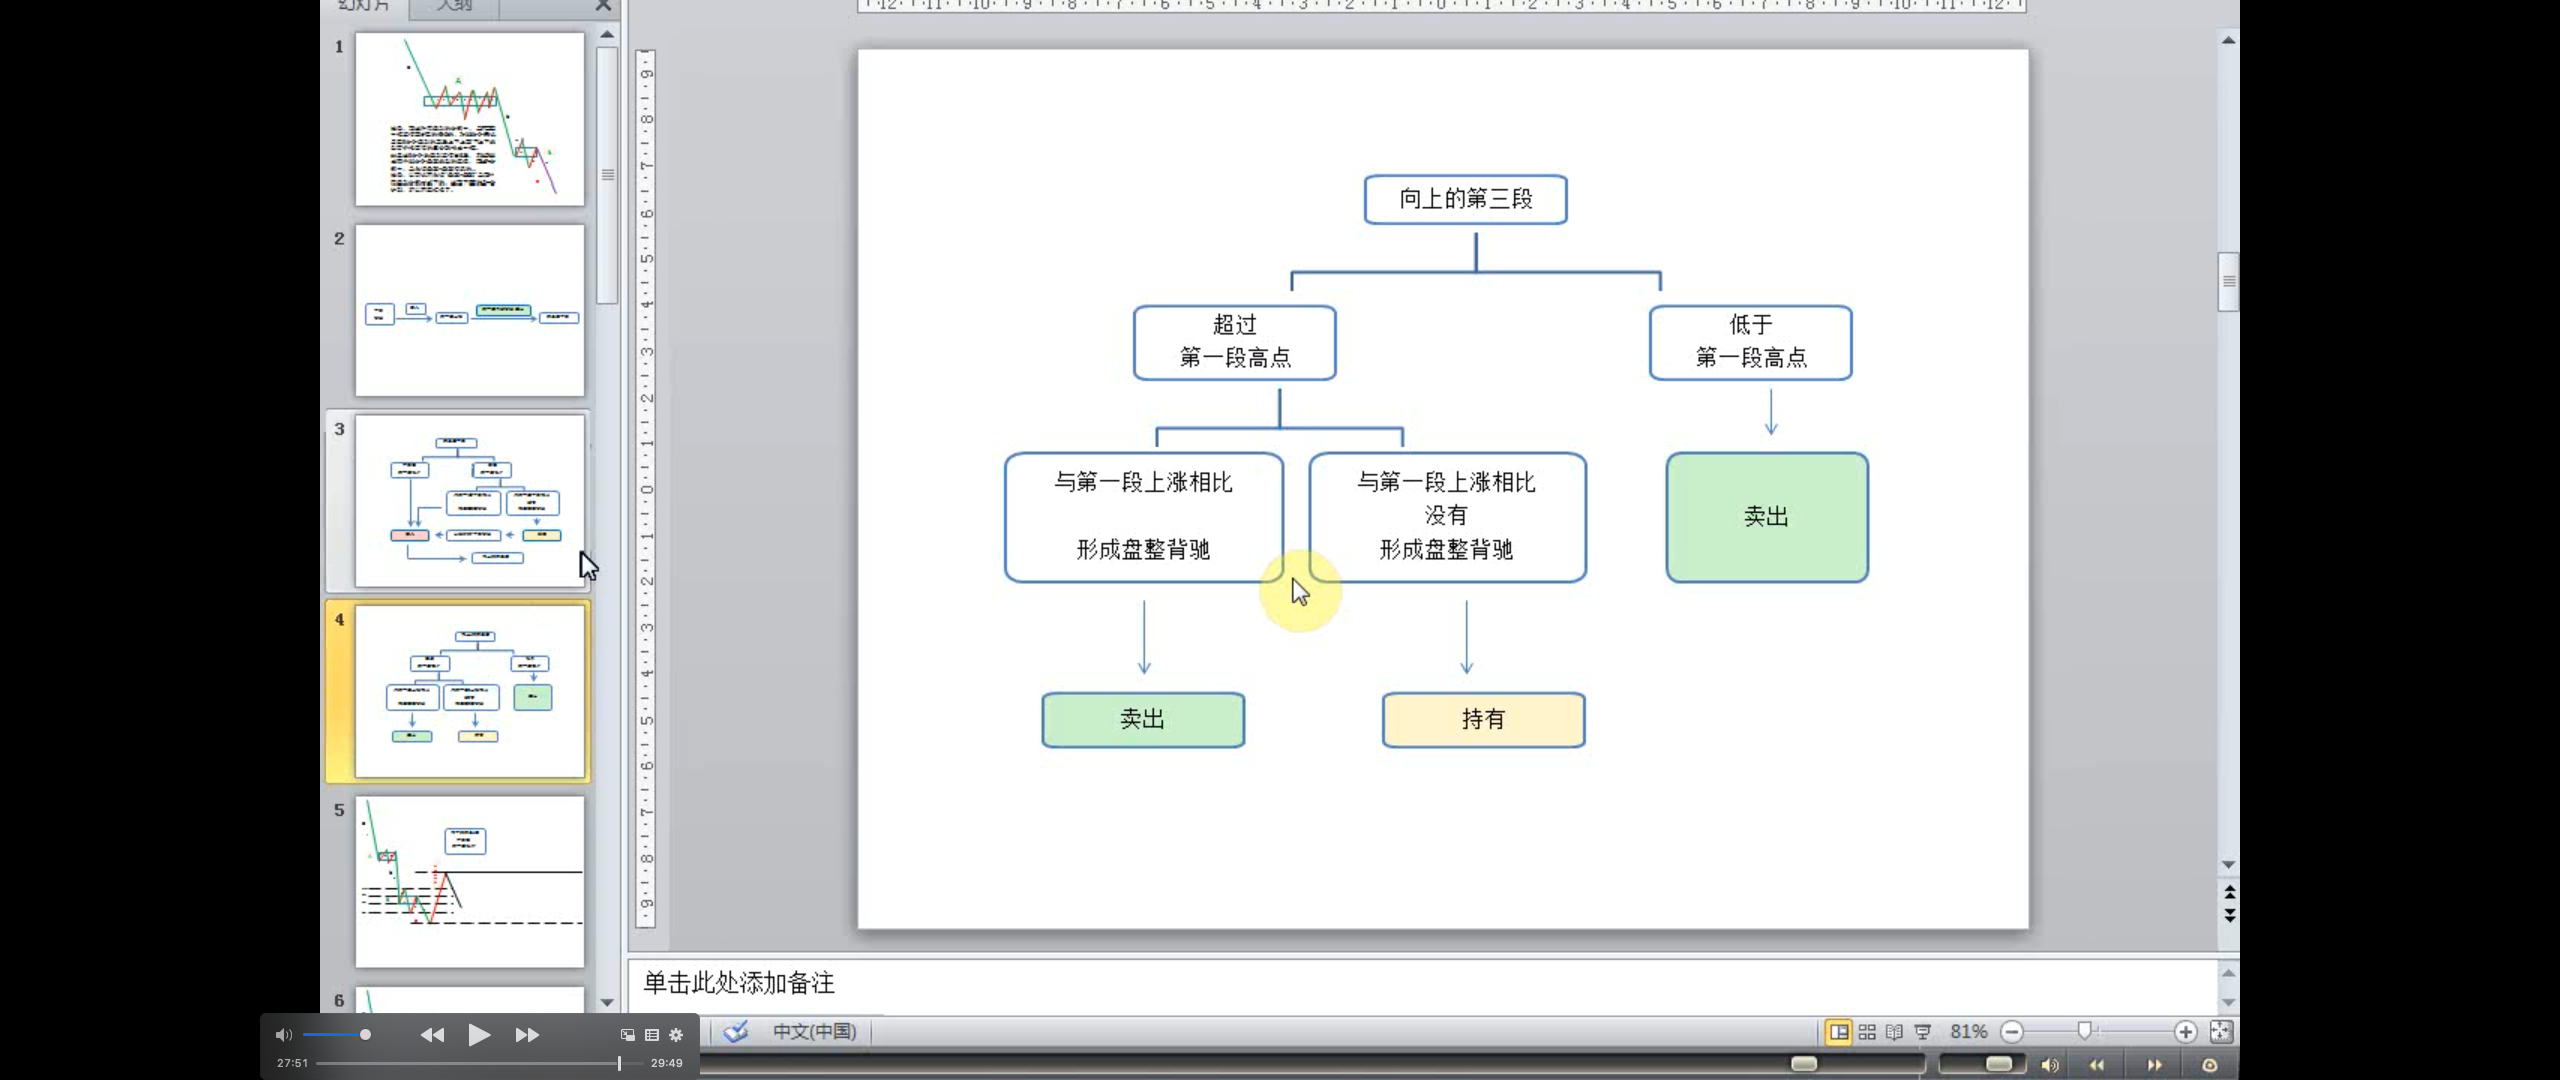 幻灯片
大纲
1
2
3
4
5
6
向上的第三段
超过
第一段高点
低于
第一段高点
与第一段上涨相比
形成盘整背驰
与第一段上涨相比
没有
形成盘整背驰
卖出
卖出
持有
单击此处添加备注
中文(中国)
81%
27:51
29:49